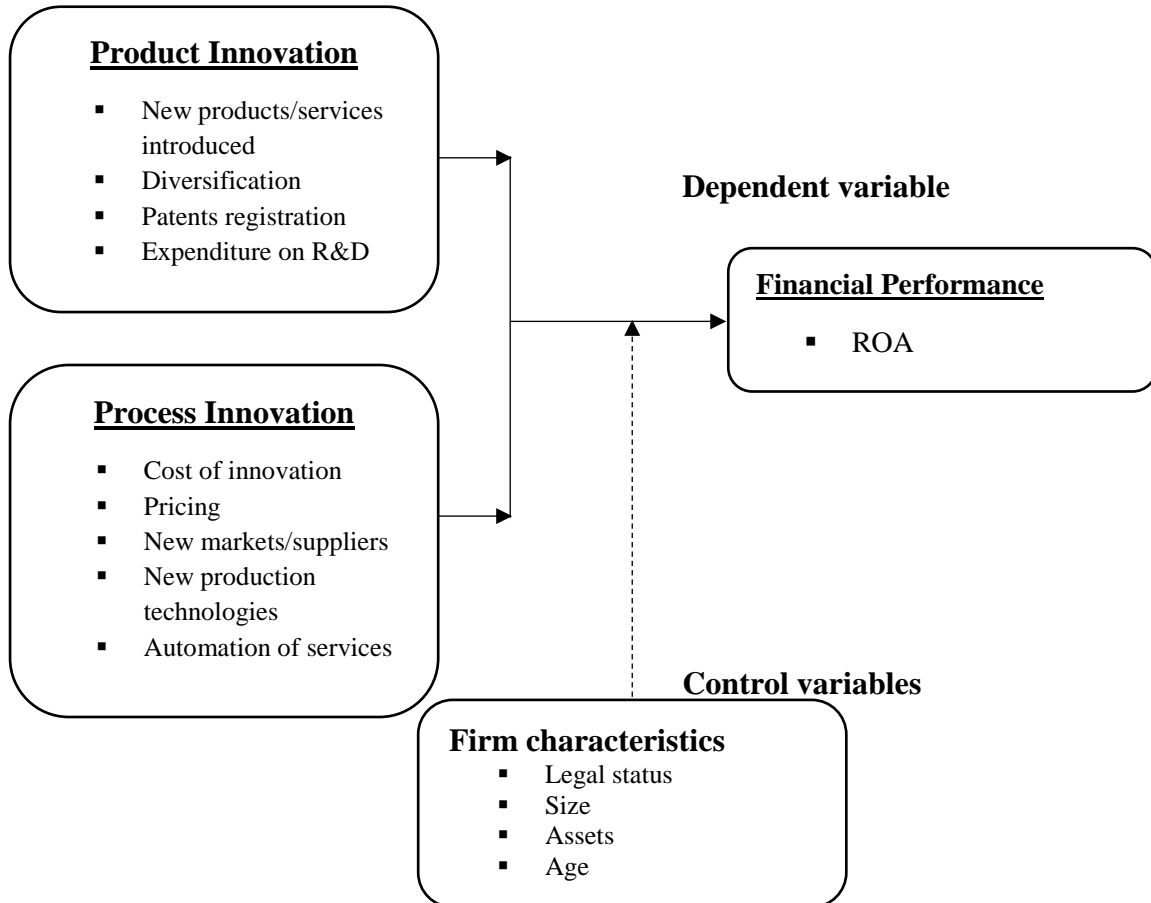 Product Innovation
▪ New products/services
introduced
▪ Diversification
▪ Patents registration
▪ Expenditure on R&D
Dependent variable
Financial Performance
▪ ROA
Process Innovation
▪ Cost of innovation
▪ Pricing
▪ New markets/suppliers
▪ New production
technologies
▪ Automation of services
Control variables
Firm characteristics
▪ Legal status
▪ Size
▪ Assets
▪ Age